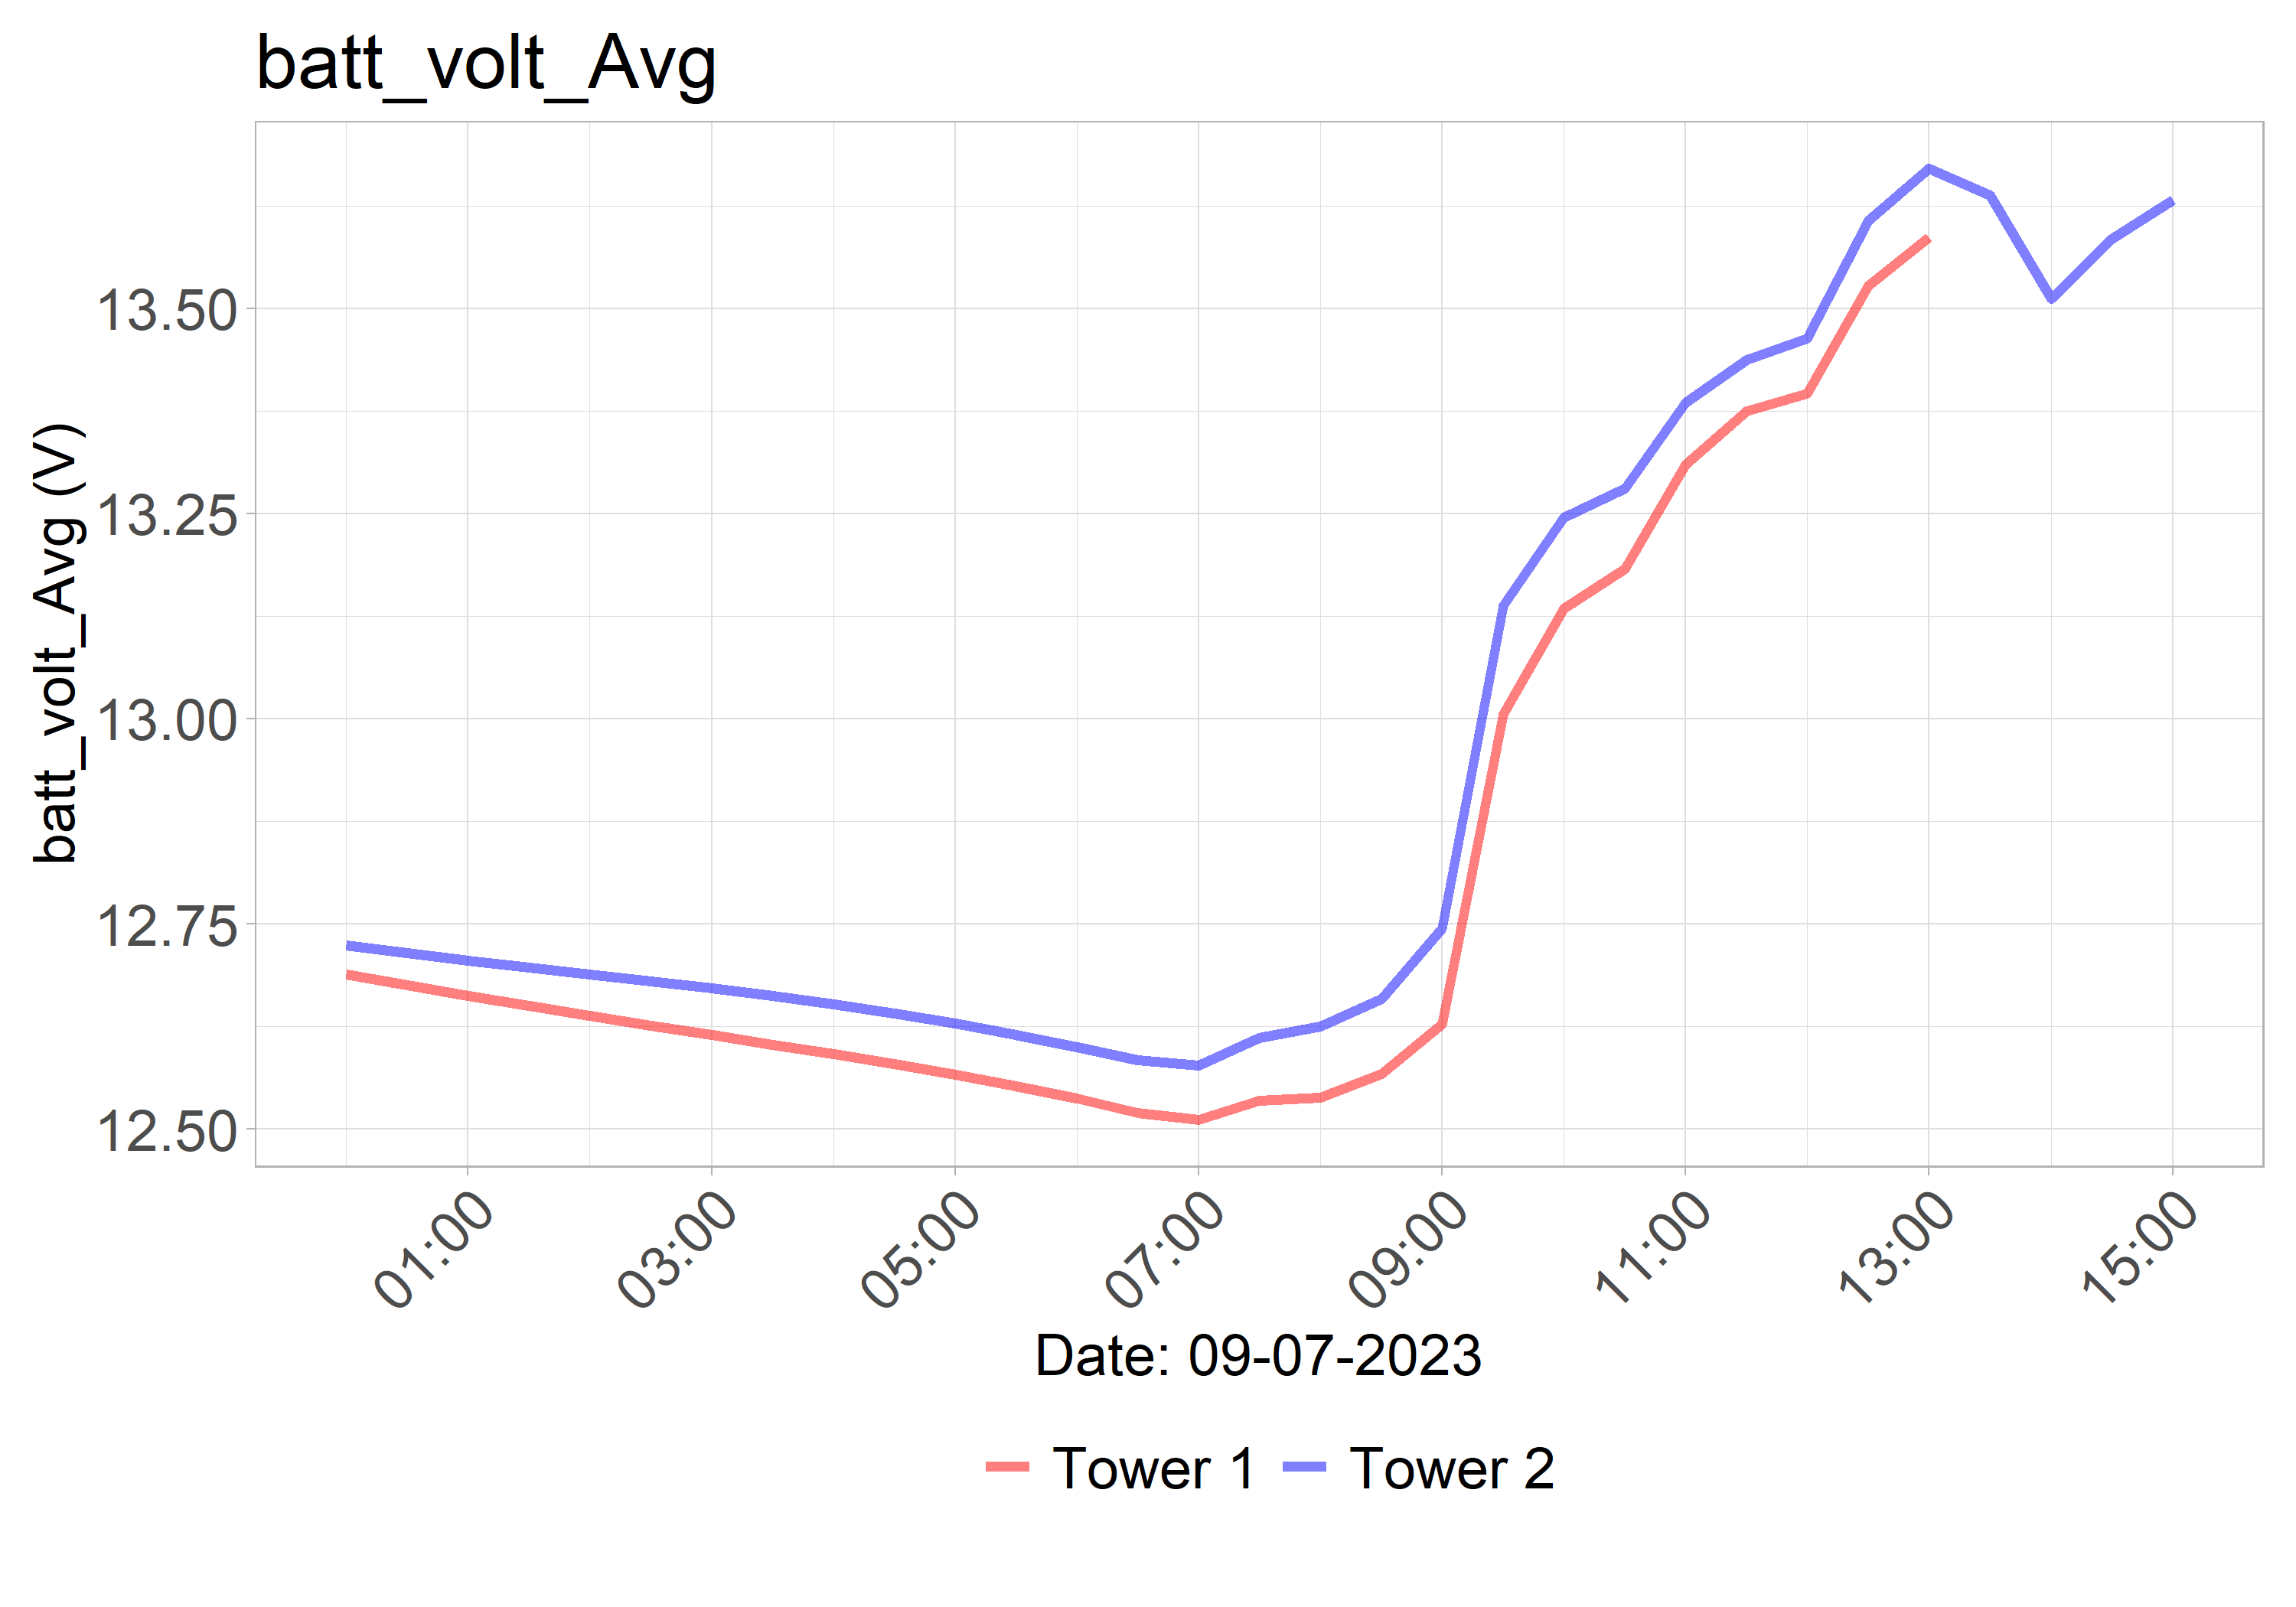 batt_volt_Avg
batt_volt_Avg (V)
13.50
13.25
13.00
12.75
12.50
01:00 03:00 05:00 07:00 09:00 11:00 13:00 15:00
Date: 09-07-2023
Tower 1 Tower 2